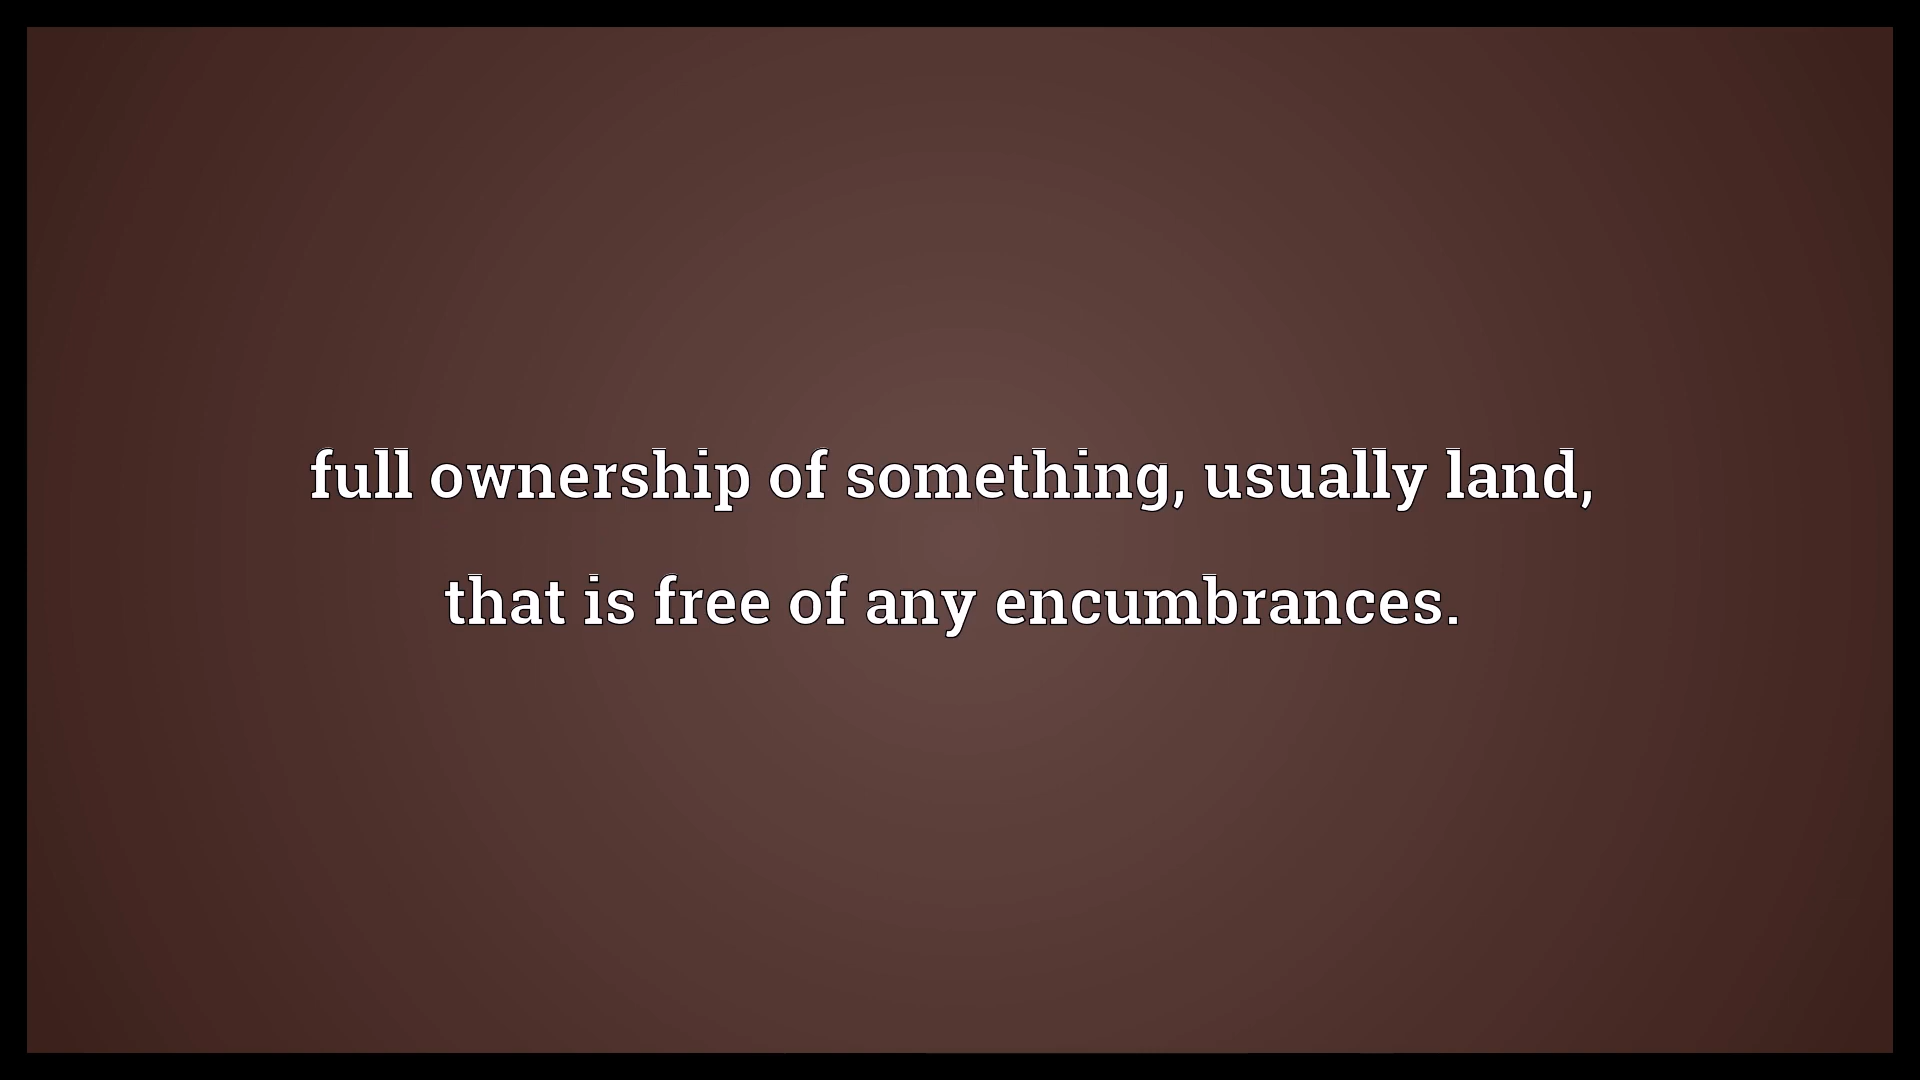 full ownership of something, usually land,
that is free of any encumbrances.